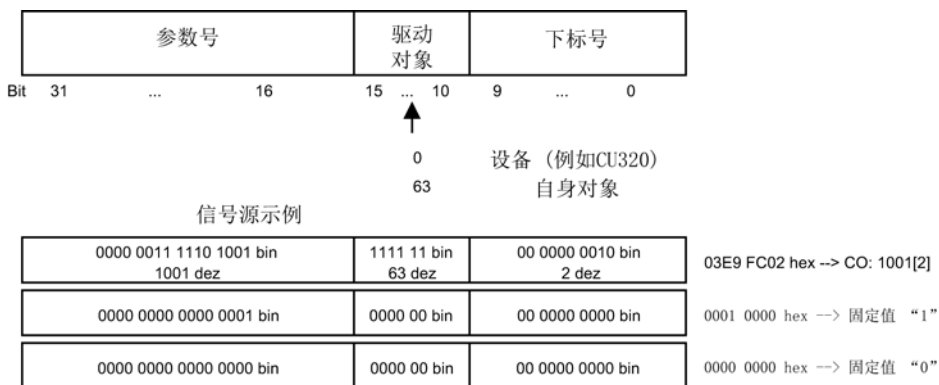 参数号 驱动 对象 下标号
Bit 31 ... 16 15 ... 10 9 ... 0
0 设备 (例如CU320)
63 自身对象
信号源示例
0000 0011 1110 1001 bin 1111 11 bin 00 0000 0010 bin
1001 dez 63 dez 2 dez
03E9 FC02 hex --> CO: 1001[2]
0000 0000 0000 0001 bin 0000 00 bin 00 0000 0000 bin 0001 0000 hex --> 固定值 “1”
0000 0000 0000 0000 bin 0000 00 bin 00 0000 0000 bin 0000 0000 hex --> 固定值 “0”